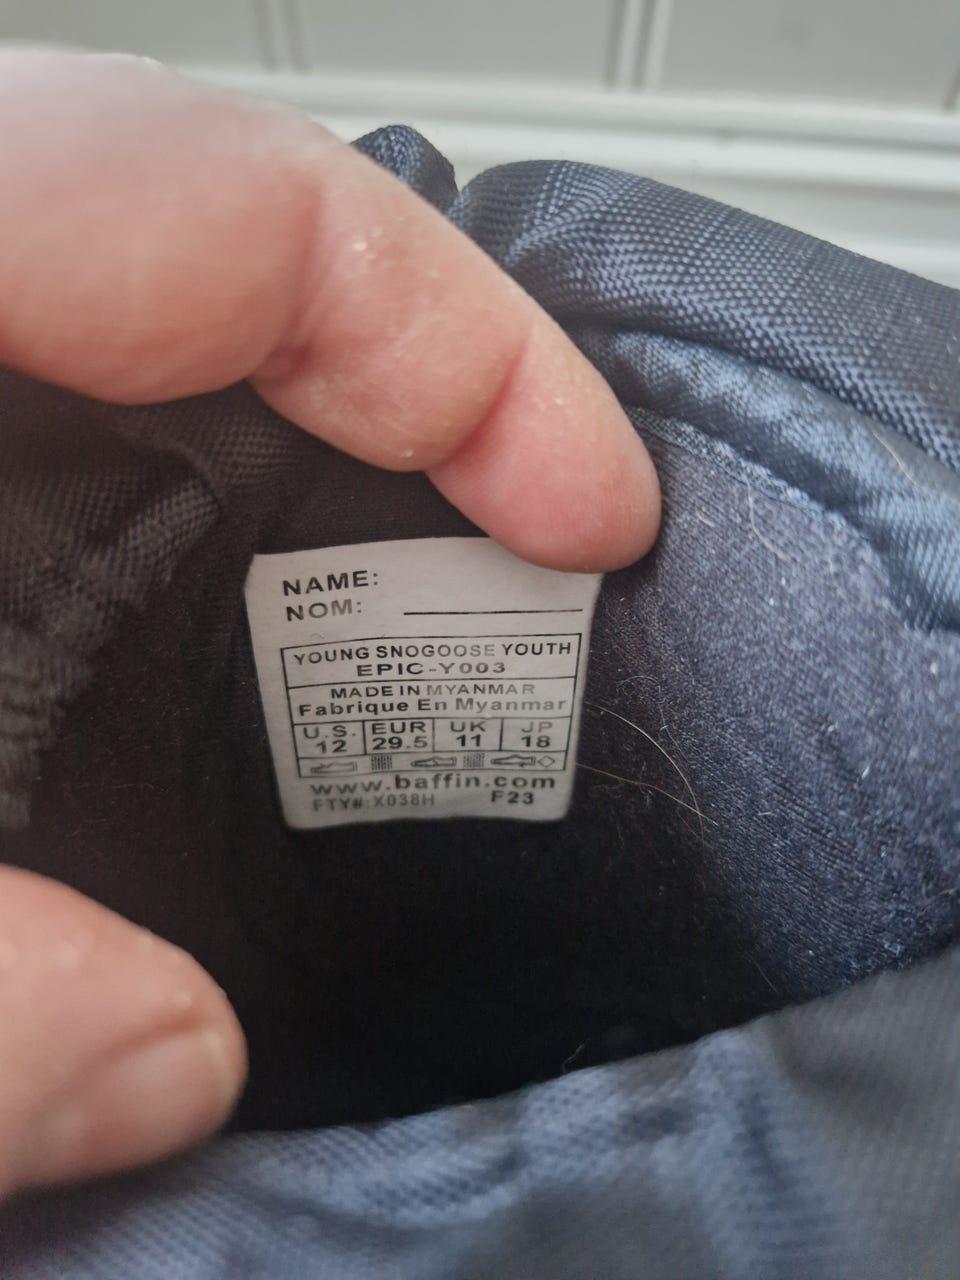 NAME:
NOM:
YOUNG SNOGOOSE YOUTH
EPIC-Y003
MADE IN MYANMAR
Fabrique En Myanmar
U.S. EUR UK JP
12 29.5 11 18
www.baffin.com
FTY#:X038H F23